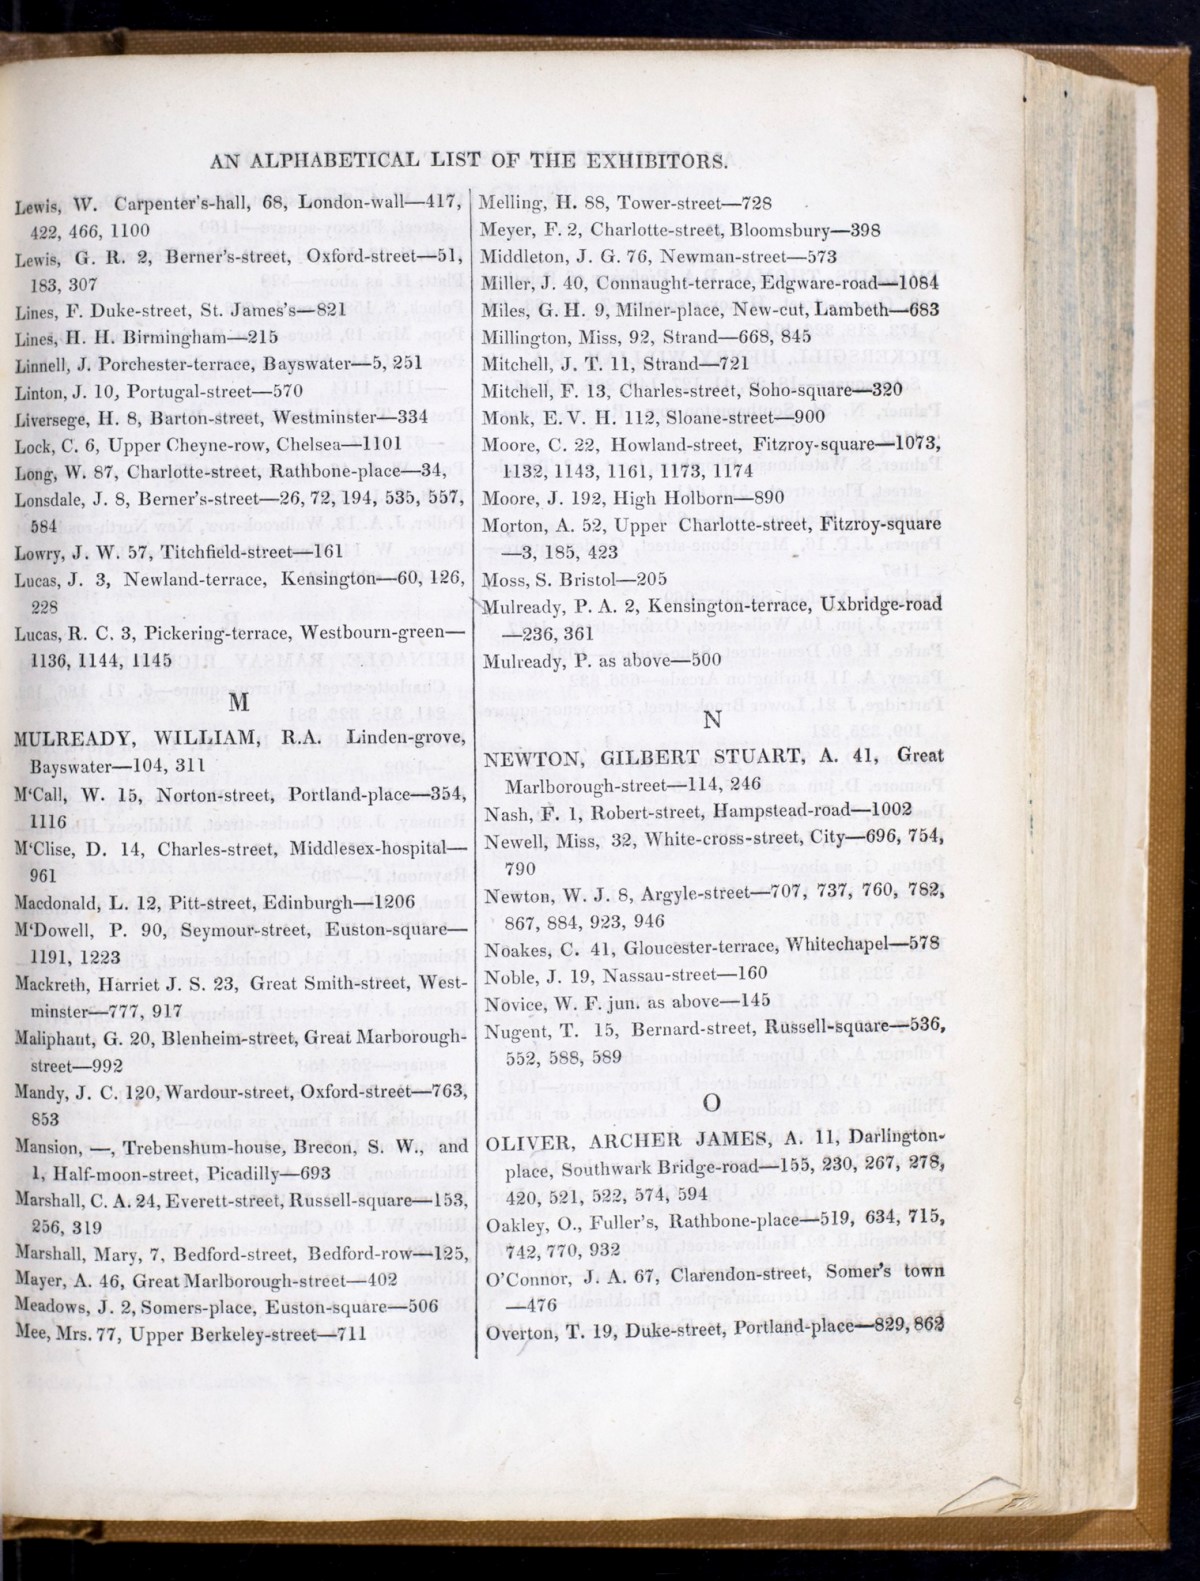 AN ALPHABETICAL LIST OF THE EXHIBITORS.
Lewis, W. Carpenter's-hall, 68, London-wall—417,
422, 466, 1100
Lewis, G. R. 2, Berner's-street, Oxford-street—51,
183, 307
Lines, F. Duke-street, St. James's—821
Lines, H. H. Birmingham—215
Linnell, J. Porchester-terrace, Bayswater—5, 251
Linton, J. 10, Portugal-street—570
Liversege, H. 8, Barton-street, Westminster—334
Lock, C. 6, Upper Cheyne-row, Chelsea—1101
Long, W. 87, Charlotte-street, Rathbone-place—34,
Lonsdale, J. 8, Berner's-street—26, 72, 194, 535, 557,
584
Lowry, J. W. 57, Titchfield-street—161
Lucas, J. 3, Newland-terrace, Kensington—60, 126,
228
Lucas, R. C. 3, Pickering-terrace, Westbourn-green—
1136, 1144, 1145
M
MULREADY, WILLIAM, R.A. Linden-grove,
Bayswater—104, 311
M‘Call, W. 15, Norton-street, Portland-place—354,
1116
M‘Clise, D. 14, Charles-street, Middlesex-hospital—
961
Macdonald, L. 12, Pitt-street, Edinburgh—1206
M‘Dowell, P. 90, Seymour-street, Euston-square—
1191, 1223
Mackreth, Harriet J. S. 23, Great Smith-street, West-
minster—777, 917
Maliphant, G. 20, Blenheim-street, Great Marborough-
street—992
Mandy, J. C. 120, Wardour-street, Oxford-street—763,
853
Mansion, —, Trebenshum-house, Brecon, S. W., and
1, Half-moon-street, Picadilly—693
Marshall, C. A. 24, Everett-street, Russell-square—153,
256, 319
Marshall, Mary, 7, Bedford-street, Bedford-row—125,
Mayer, A. 46, Great Marlborough-street—402
Meadows, J. 2, Somers-place, Euston-square—506
Mee, Mrs. 77, Upper Berkeley-street—711
Melling, H. 88, Tower-street—728
Meyer, F. 2, Charlotte-street, Bloomsbury—398
Middleton, J. G. 76, Newman-street—573
Miller, J. 40, Connaught-terrace, Edgware-road—1084
Miles, G. H. 9, Milner-place, New-cut, Lambeth—683
Millington, Miss, 92, Strand—668, 845
Mitchell, J. T. 11, Strand—721
Mitchell, F. 13, Charles-street, Soho-square—320
Monk, E. V. H. 112, Sloane-street—900
Moore, C. 22, Howland-street, Fitzroy-square—1073,
1132, 1143, 1161, 1173, 1174
Moore, J. 192, High Holborn—890
Morton, A. 52, Upper Charlotte-street, Fitzroy-square
—3, 185, 423
Moss, S. Bristol—205
Mulready, P. A. 2, Kensington-terrace, Uxbridge-road
—236, 361
Mulready, P. as above—500
N
NEWTON, GILBERT STUART, A. 41, Great
Marlborough-street—114, 246
Nash, F. 1, Robert-street, Hampstead-road—1002
Newell, Miss, 32, White-cross-street, City—696, 754,
790
Newton, W. J. 8, Argyle-street—707, 737, 760, 782,
867, 884, 923, 946
Noakes, C. 41, Gloucester-terrace, Whitechapel—578
Noble, J. 19, Nassau-street—160
Novice, W. F. jun. as above—145
Nugent, T. 15, Bernard-street, Russell-square—536,
552, 588, 589
O
OLIVER, ARCHER JAMES, A. 11, Darlington-
place, Southwark Bridge-road—155, 230, 267, 278,
420, 521, 522, 574, 594
Oakley, O., Fuller's, Rathbone-place—519, 634, 715,
742, 770, 932
O'Connor, J. A. 67, Clarendon-street, Somer's town
—476
Overton, T. 19, Duke-street, Portland-place—829, 862